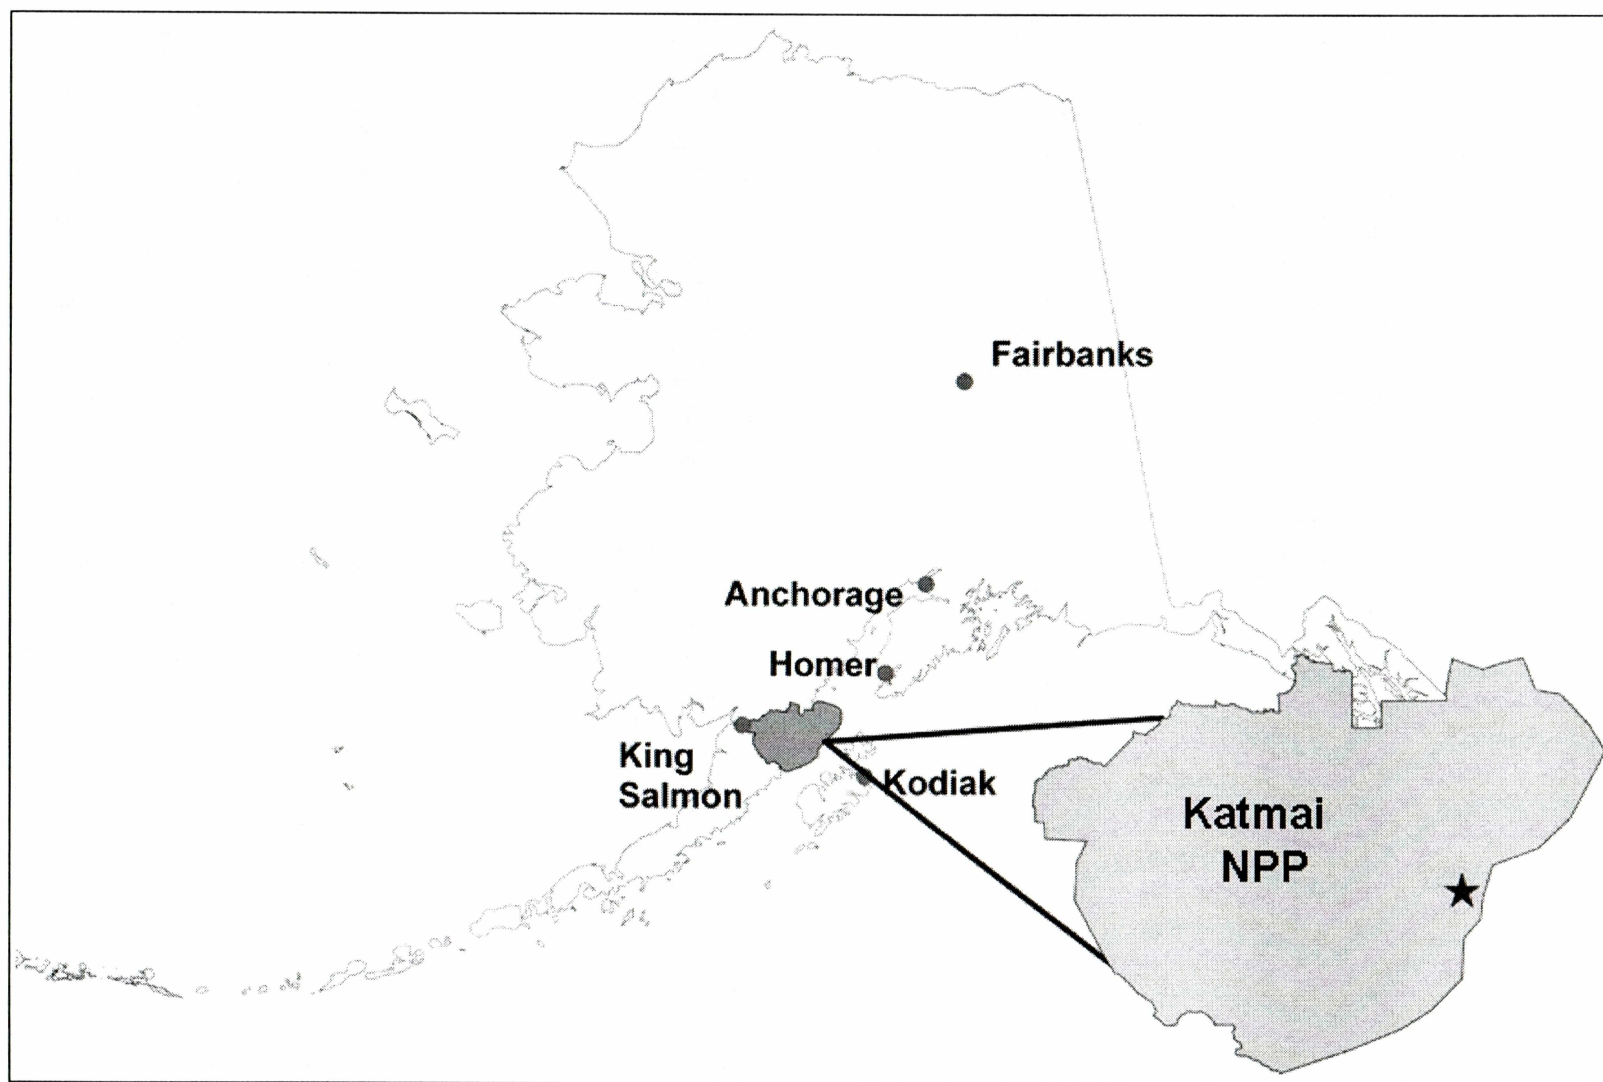 Fairbanks
Anchorage
Homer
King
Salmon
Kodiak
Katmai
NPP